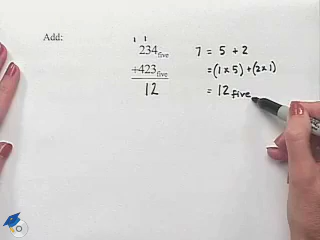 Add:
1 1
234five 7 = 5 + 2
+423five = (1 x 5) + (2 x 1)
12 = 12five